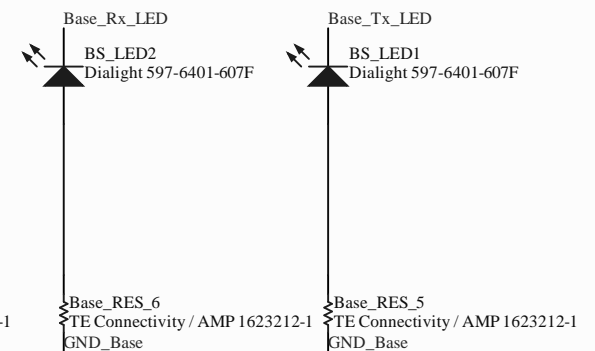 Base_Rx_LED
Base_Tx_LED
BS_LED2
Dialight 597-6401-607F
BS_LED1
Dialight 597-6401-607F
Base_RES_6
TE Connectivity / AMP 1623212-1
GND_Base
Base_RES_5
TE Connectivity / AMP 1623212-1
GND_Base
-1